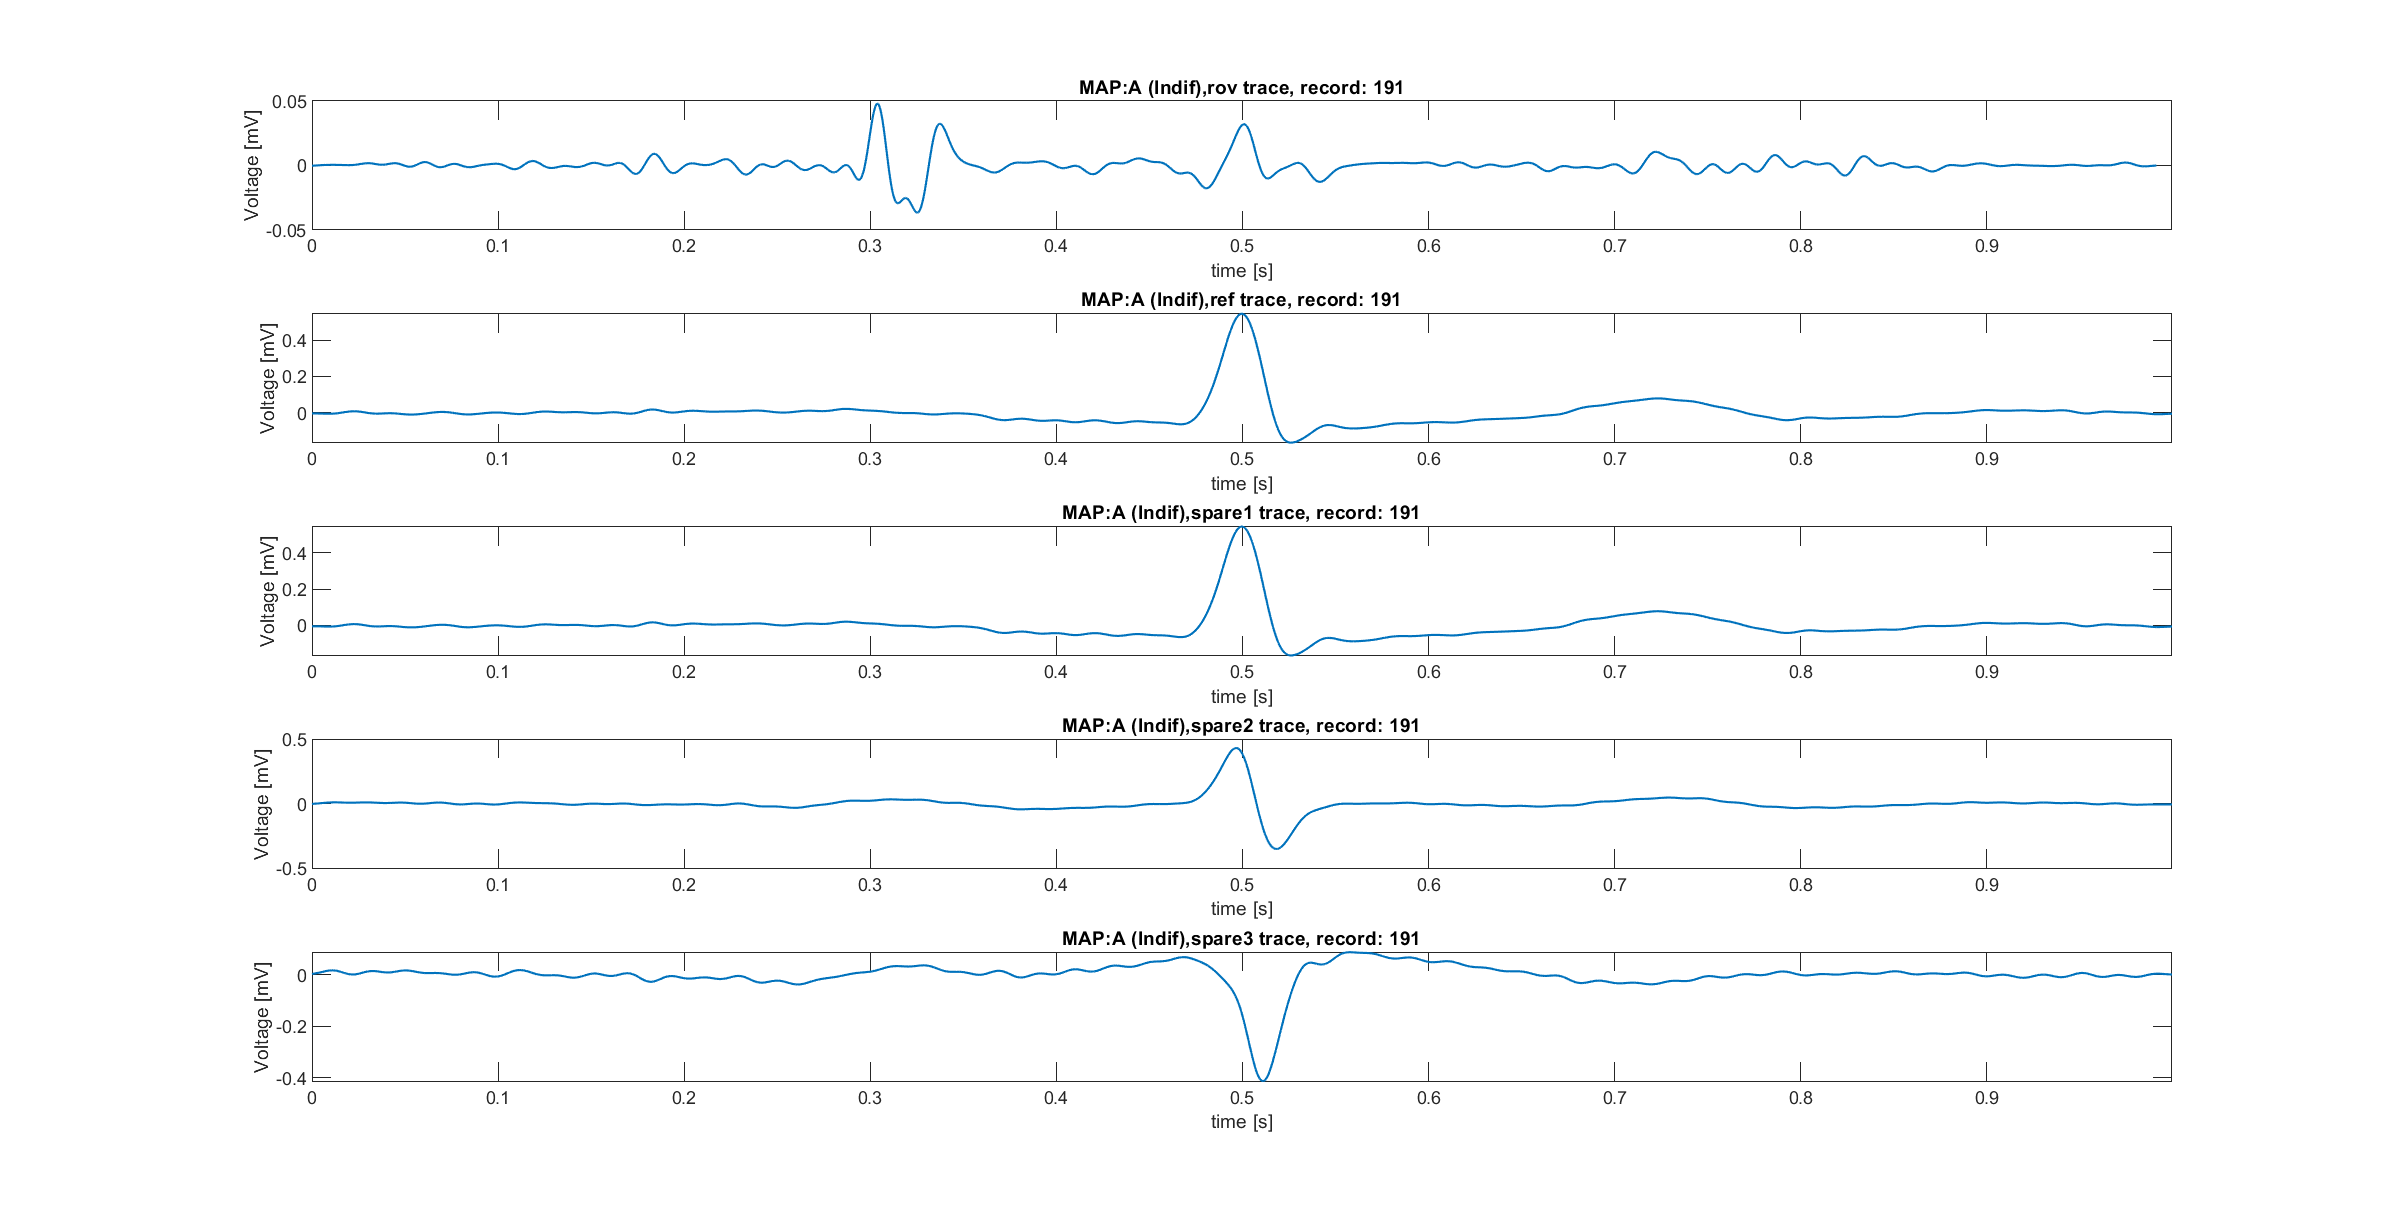 MAP:A (Indif),rov trace, record: 191
Voltage [mV]
0.05
0
-0.05
0 0.1 0.2 0.3 0.4 0.5 0.6 0.7 0.8 0.9
time [s]
MAP:A (Indif),ref trace, record: 191
Voltage [mV]
0.4
0.2
0
0 0.1 0.2 0.3 0.4 0.5 0.6 0.7 0.8 0.9
time [s]
MAP:A (Indif),spare1 trace, record: 191
Voltage [mV]
0.4
0.2
0
0 0.1 0.2 0.3 0.4 0.5 0.6 0.7 0.8 0.9
time [s]
MAP:A (Indif),spare2 trace, record: 191
Voltage [mV]
0.5
0
-0.5
0 0.1 0.2 0.3 0.4 0.5 0.6 0.7 0.8 0.9
time [s]
MAP:A (Indif),spare3 trace, record: 191
Voltage [mV]
0
-0.2
-0.4
0 0.1 0.2 0.3 0.4 0.5 0.6 0.7 0.8 0.9
time [s]